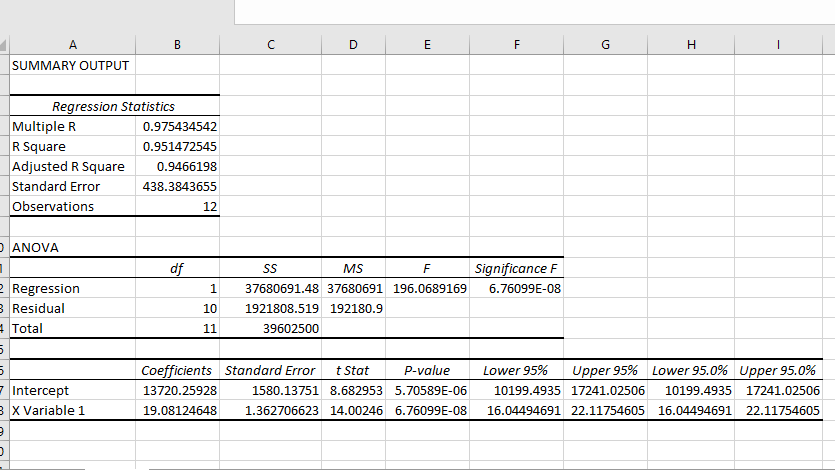 A B C D E F G H I
SUMMARY OUTPUT
Regression Statistics
Multiple R 0.975434542
R Square 0.951472545
Adjusted R Square 0.9466198
Standard Error 438.3843655
Observations 12
ANOVA
df SS MS F Significance F
Regression 1 37680691.48 37680691 196.0689169 6.76099E-08
Residual 10 1921808.519 192180.9
Total 11 39602500
Coefficients Standard Error t Stat P-value Lower 95% Upper 95% Lower 95.0% Upper 95.0%
Intercept 13720.25928 1580.13751 8.682953 5.70589E-06 10199.4935 17241.02506 10199.4935 17241.02506
X Variable 1 19.08124648 1.362706623 14.00246 6.76099E-08 16.04494691 22.11754605 16.04494691 22.11754605